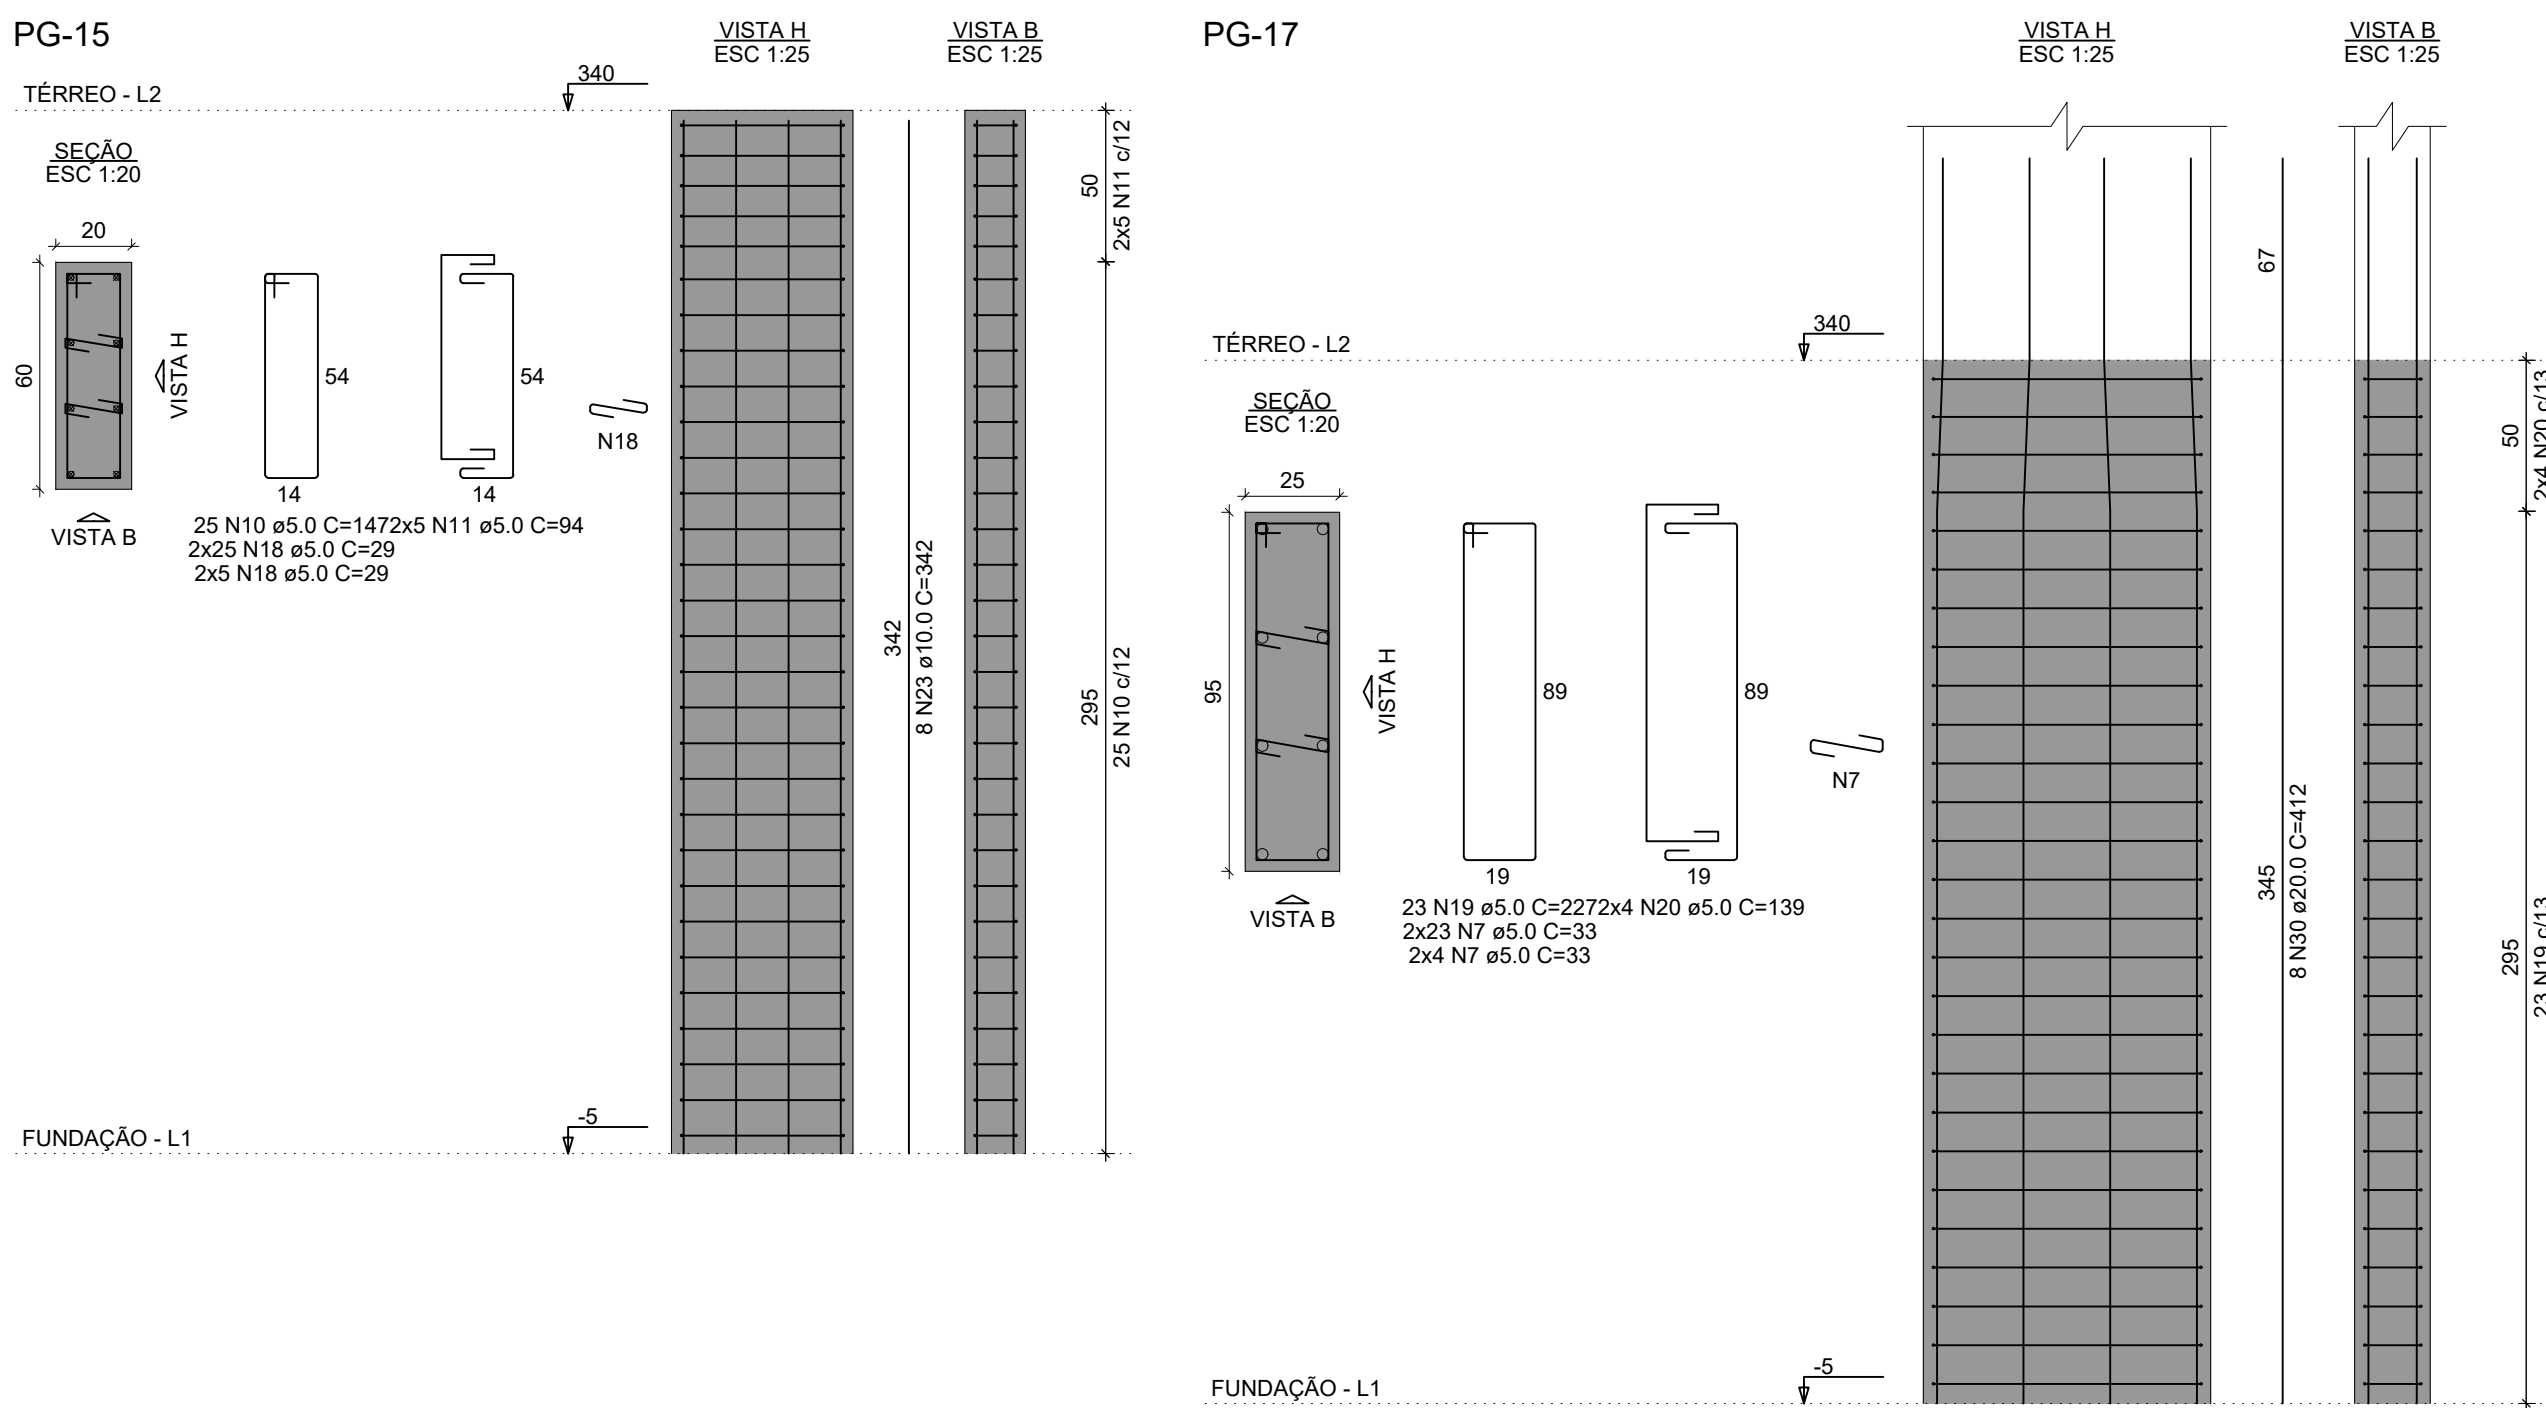 PG-15
VISTA H
ESC 1:25
VISTA B
ESC 1:25
340
TÉRREO - L2
SEÇÃO
ESC 1:20
20
60
VISTA H
VISTA B
54
14
54
14
N18
25 N10 ø5.0 C=1472x5 N11 ø5.0 C=94
2x25 N18 ø5.0 C=29
2x5 N18 ø5.0 C=29
342
8 N23 ø10.0 C=342
50
2x5 N11 c/12
295
25 N10 c/12
-5
FUNDAÇÃO - L1
PG-17
VISTA H
ESC 1:25
VISTA B
ESC 1:25
67
340
TÉRREO - L2
SEÇÃO
ESC 1:20
25
95
VISTA H
VISTA B
89
19
89
19
N7
23 N19 ø5.0 C=2272x4 N20 ø5.0 C=139
2x23 N7 ø5.0 C=33
2x4 N7 ø5.0 C=33
345
8 N30 ø20.0 C=412
50
2x4 N20 c/13
295
23 N19 c/13
-5
FUNDAÇÃO - L1